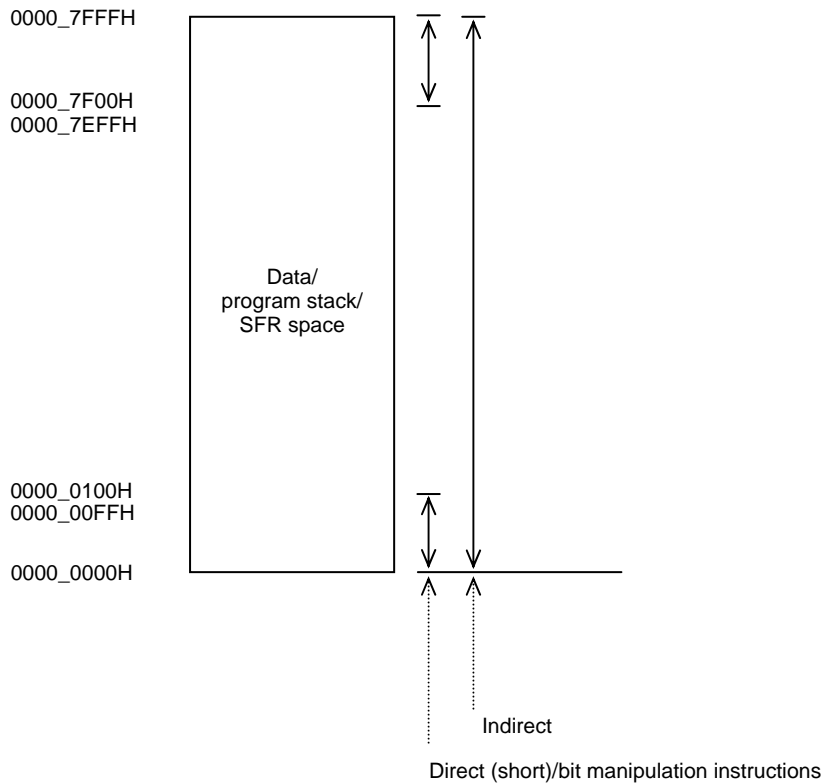 0000_7FFFH
0000_7F00H
0000_7EFFH
Data/
program stack/
SFR space
0000_0100H
0000_00FFH
0000_0000H
Indirect
Direct (short)/bit manipulation instructions